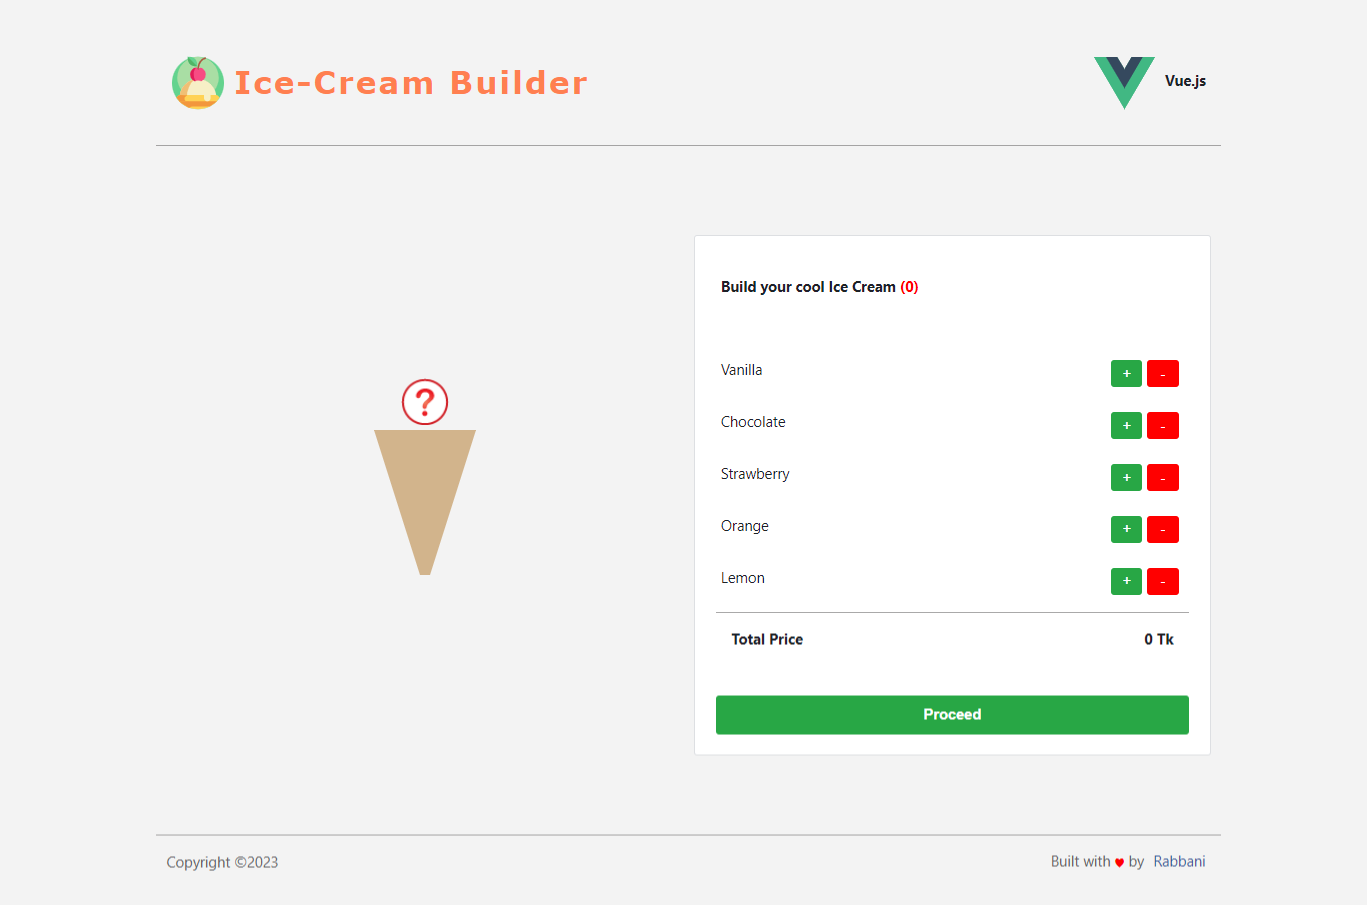 Ice-Cream Builder
Vue.js
Build your cool Ice Cream (0)
?
Vanilla + -
Chocolate + -
Strawberry + -
Orange + -
Lemon + -
Total Price 0 Tk
Proceed
Copyright ©2023
Built with ♥ by Rabbani